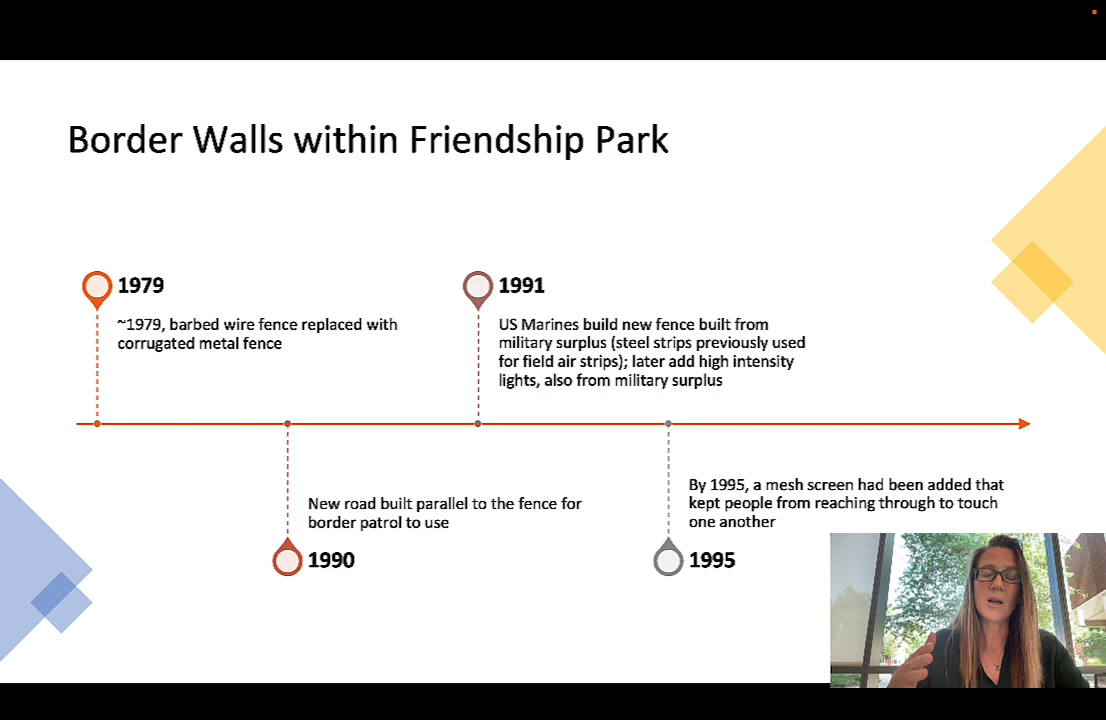 Border Walls within Friendship Park
1979
~1979, barbed wire fence replaced with
corrugated metal fence
1991
US Marines build new fence built from
military surplus (steel strips previously used
for field air strips); later add high intensity
lights, also from military surplus
New road built parallel to the fence for
border patrol to use
1990
By 1995, a mesh screen had been added that
kept people from reaching through to touch
one another
1995